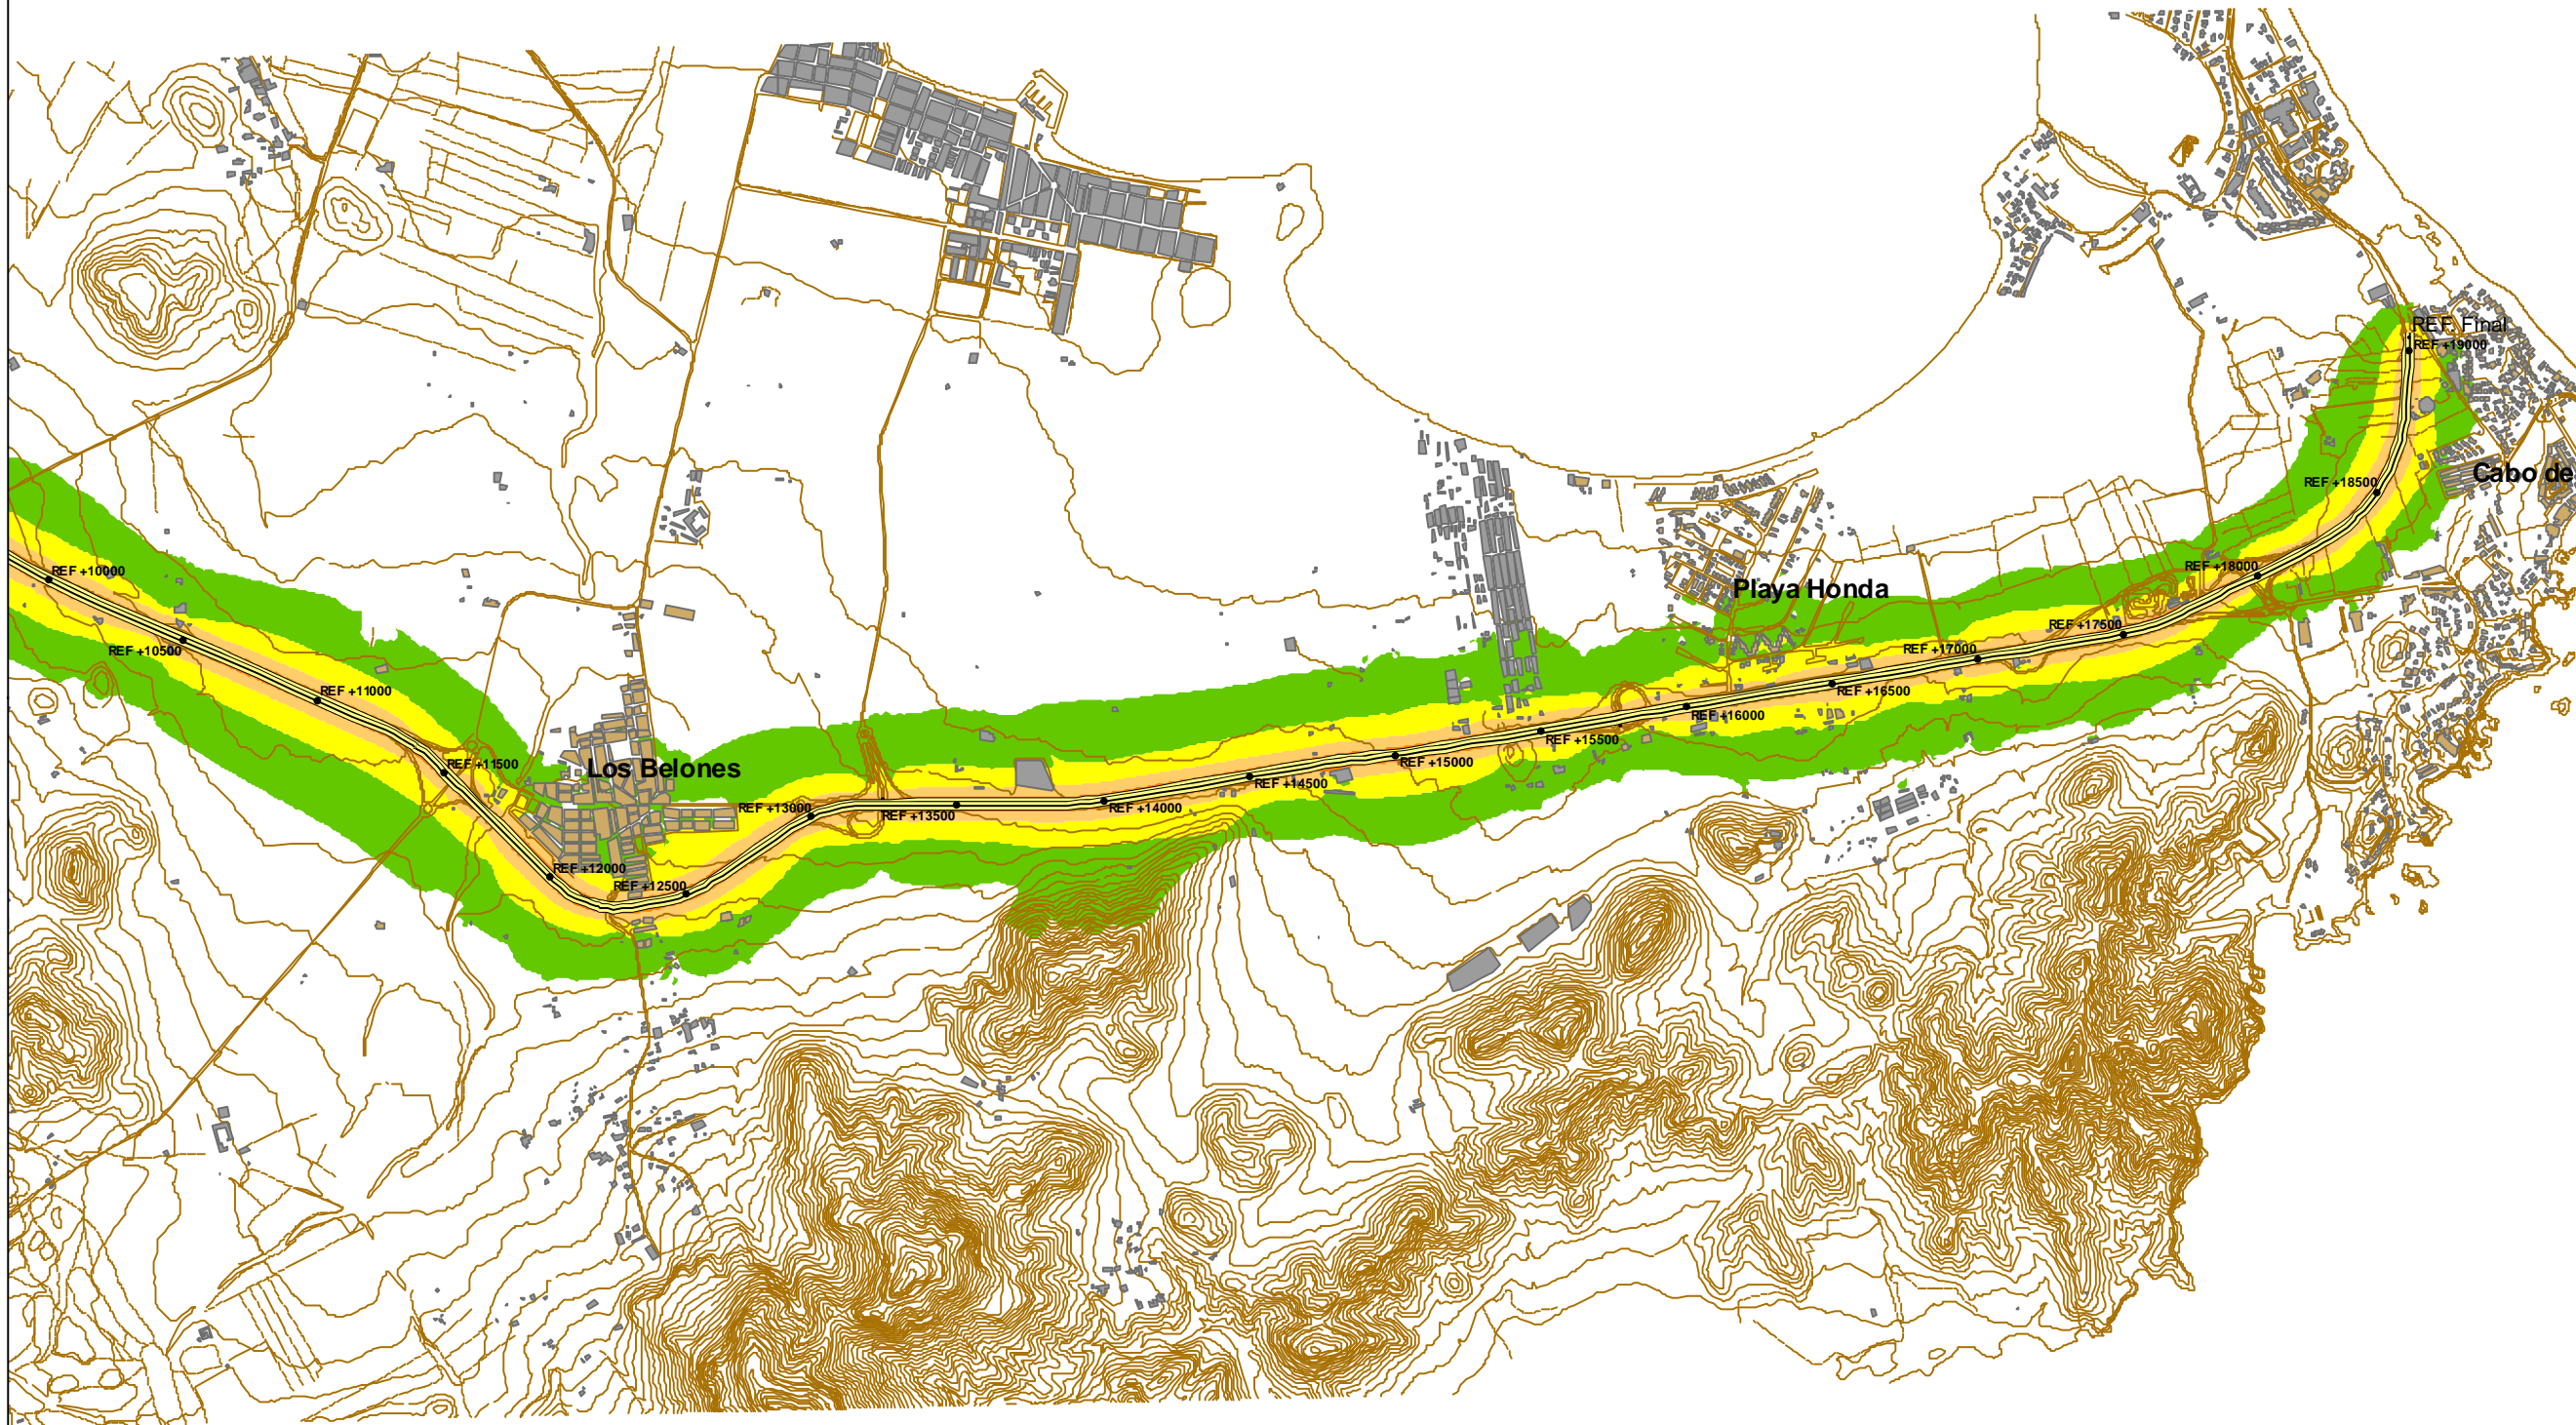 REF. Final
REF +19000
Cabo de
REF +18500
REF +18000
REF +10000
Playa Honda
REF +17500
REF +10500
REF +17000
REF +11000
REF +16500
REF +16000
REF +15500
REF +11500
Los Belones
REF +15000
REF +14500
REF +13000
REF +14000
REF +13500
REF +12000
REF +12500